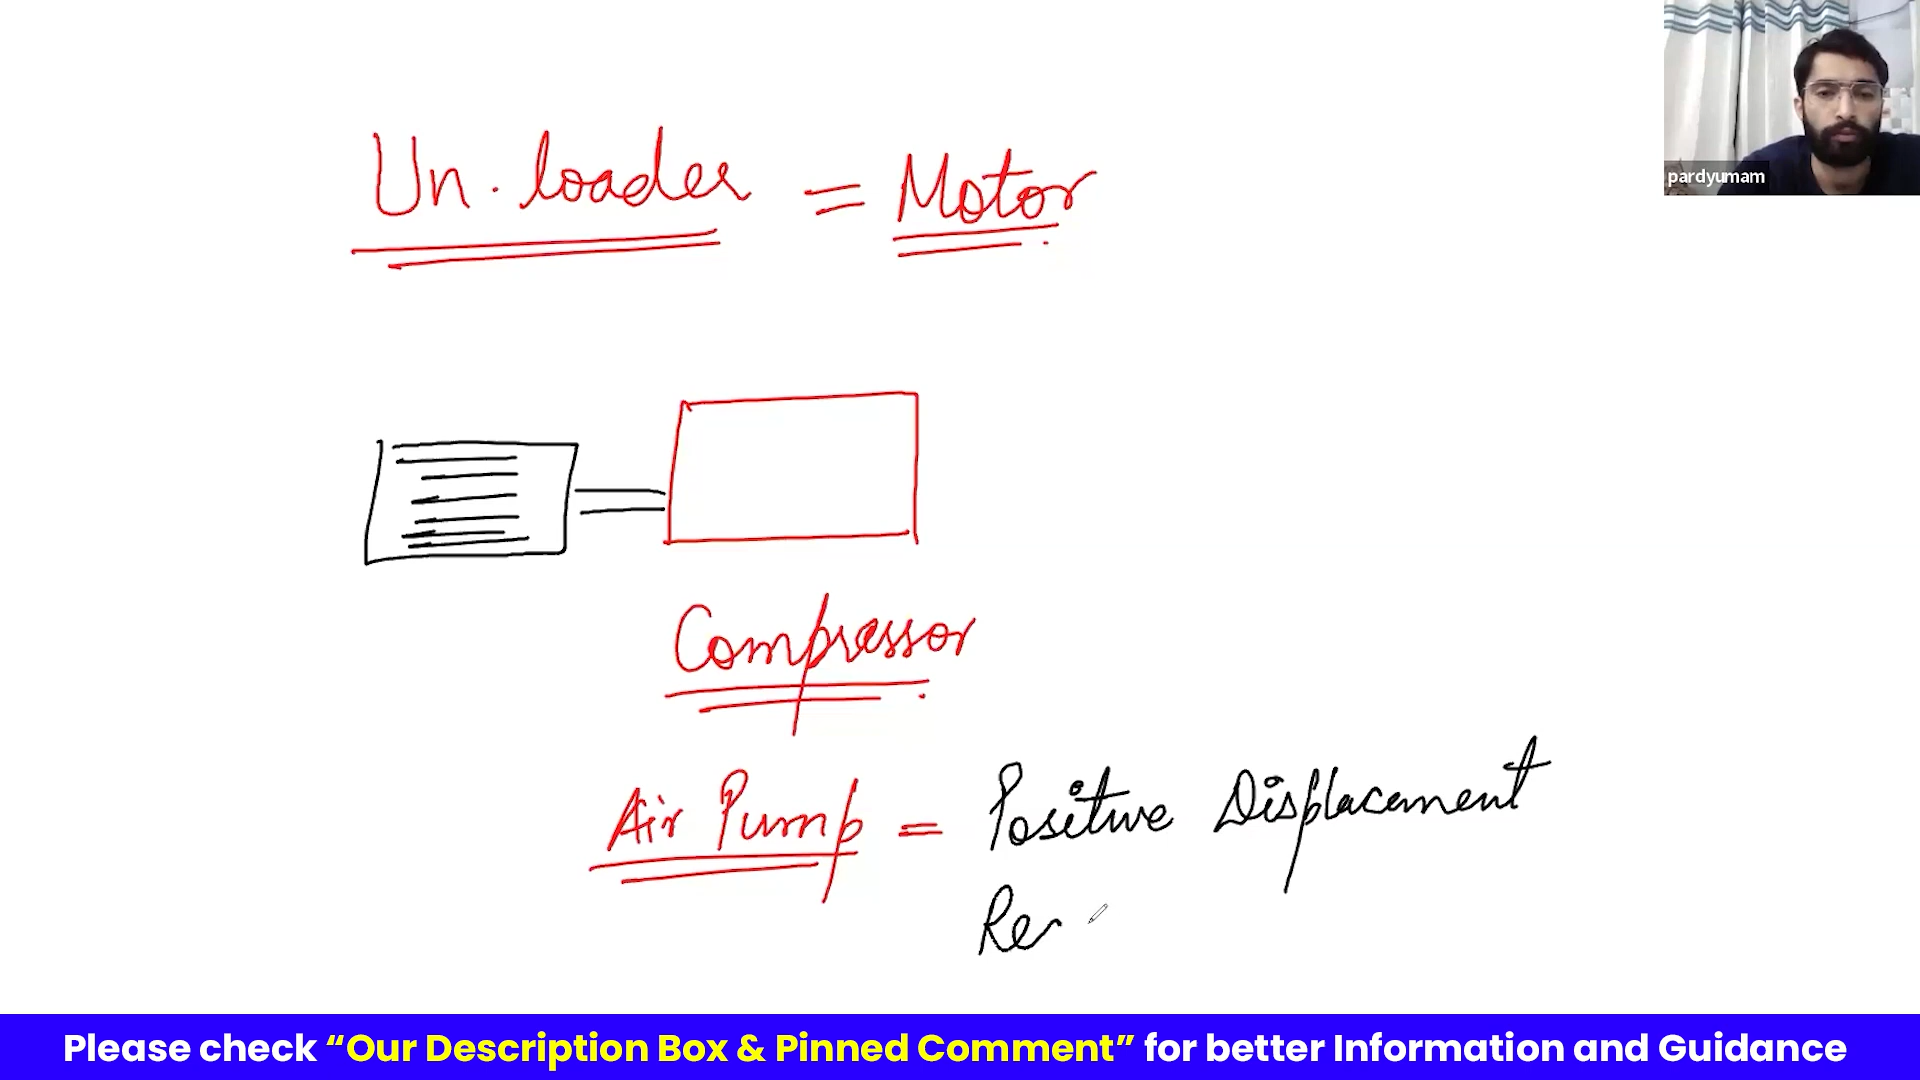 pardyumam
Un. loader = Motor
Compressor
Air Pump = Positive Displacement
Re
Please check “Our Description Box & Pinned Comment” for better Information and Guidance